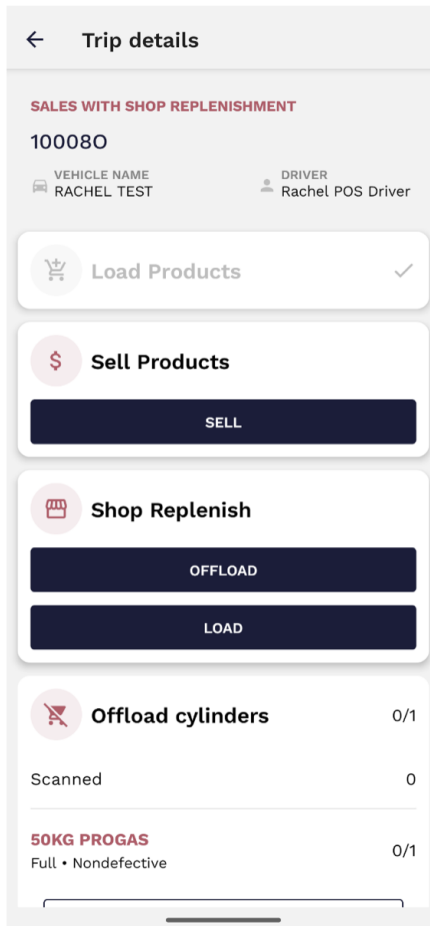 Trip details
SALES WITH SHOP REPLENISHMENT
10008O
VEHICLE NAME
RACHEL TEST
DRIVER
Rachel POS Driver
Load Products
Sell Products
SELL
Shop Replenish
OFFLOAD
LOAD
Offload cylinders 0/1
Scanned 0
50KG PROGAS
Full • Nondefective 0/1